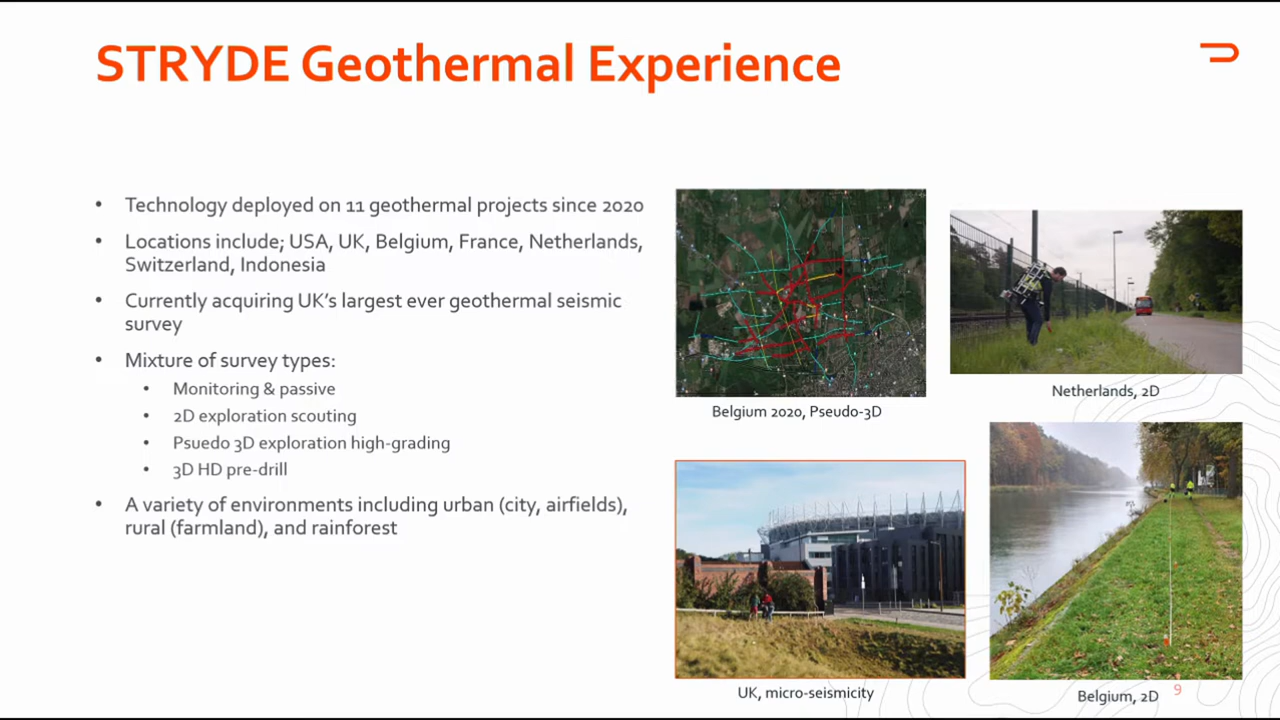 STRYDE Geothermal Experience
• Technology deployed on 11 geothermal projects since 2020
• Locations include; USA, UK, Belgium, France, Netherlands,
Switzerland, Indonesia
• Currently acquiring UK's largest ever geothermal seismic
survey
• Mixture of survey types:
• Monitoring & passive
• 2D exploration scouting
• Psuedo 3D exploration high-grading
• 3D HD pre-drill
• A variety of environments including urban (city, airfields),
rural (farmland), and rainforest
Belgium 2020, Pseudo-3D
Netherlands, 2D
UK, micro-seismicity
Belgium, 2D
9